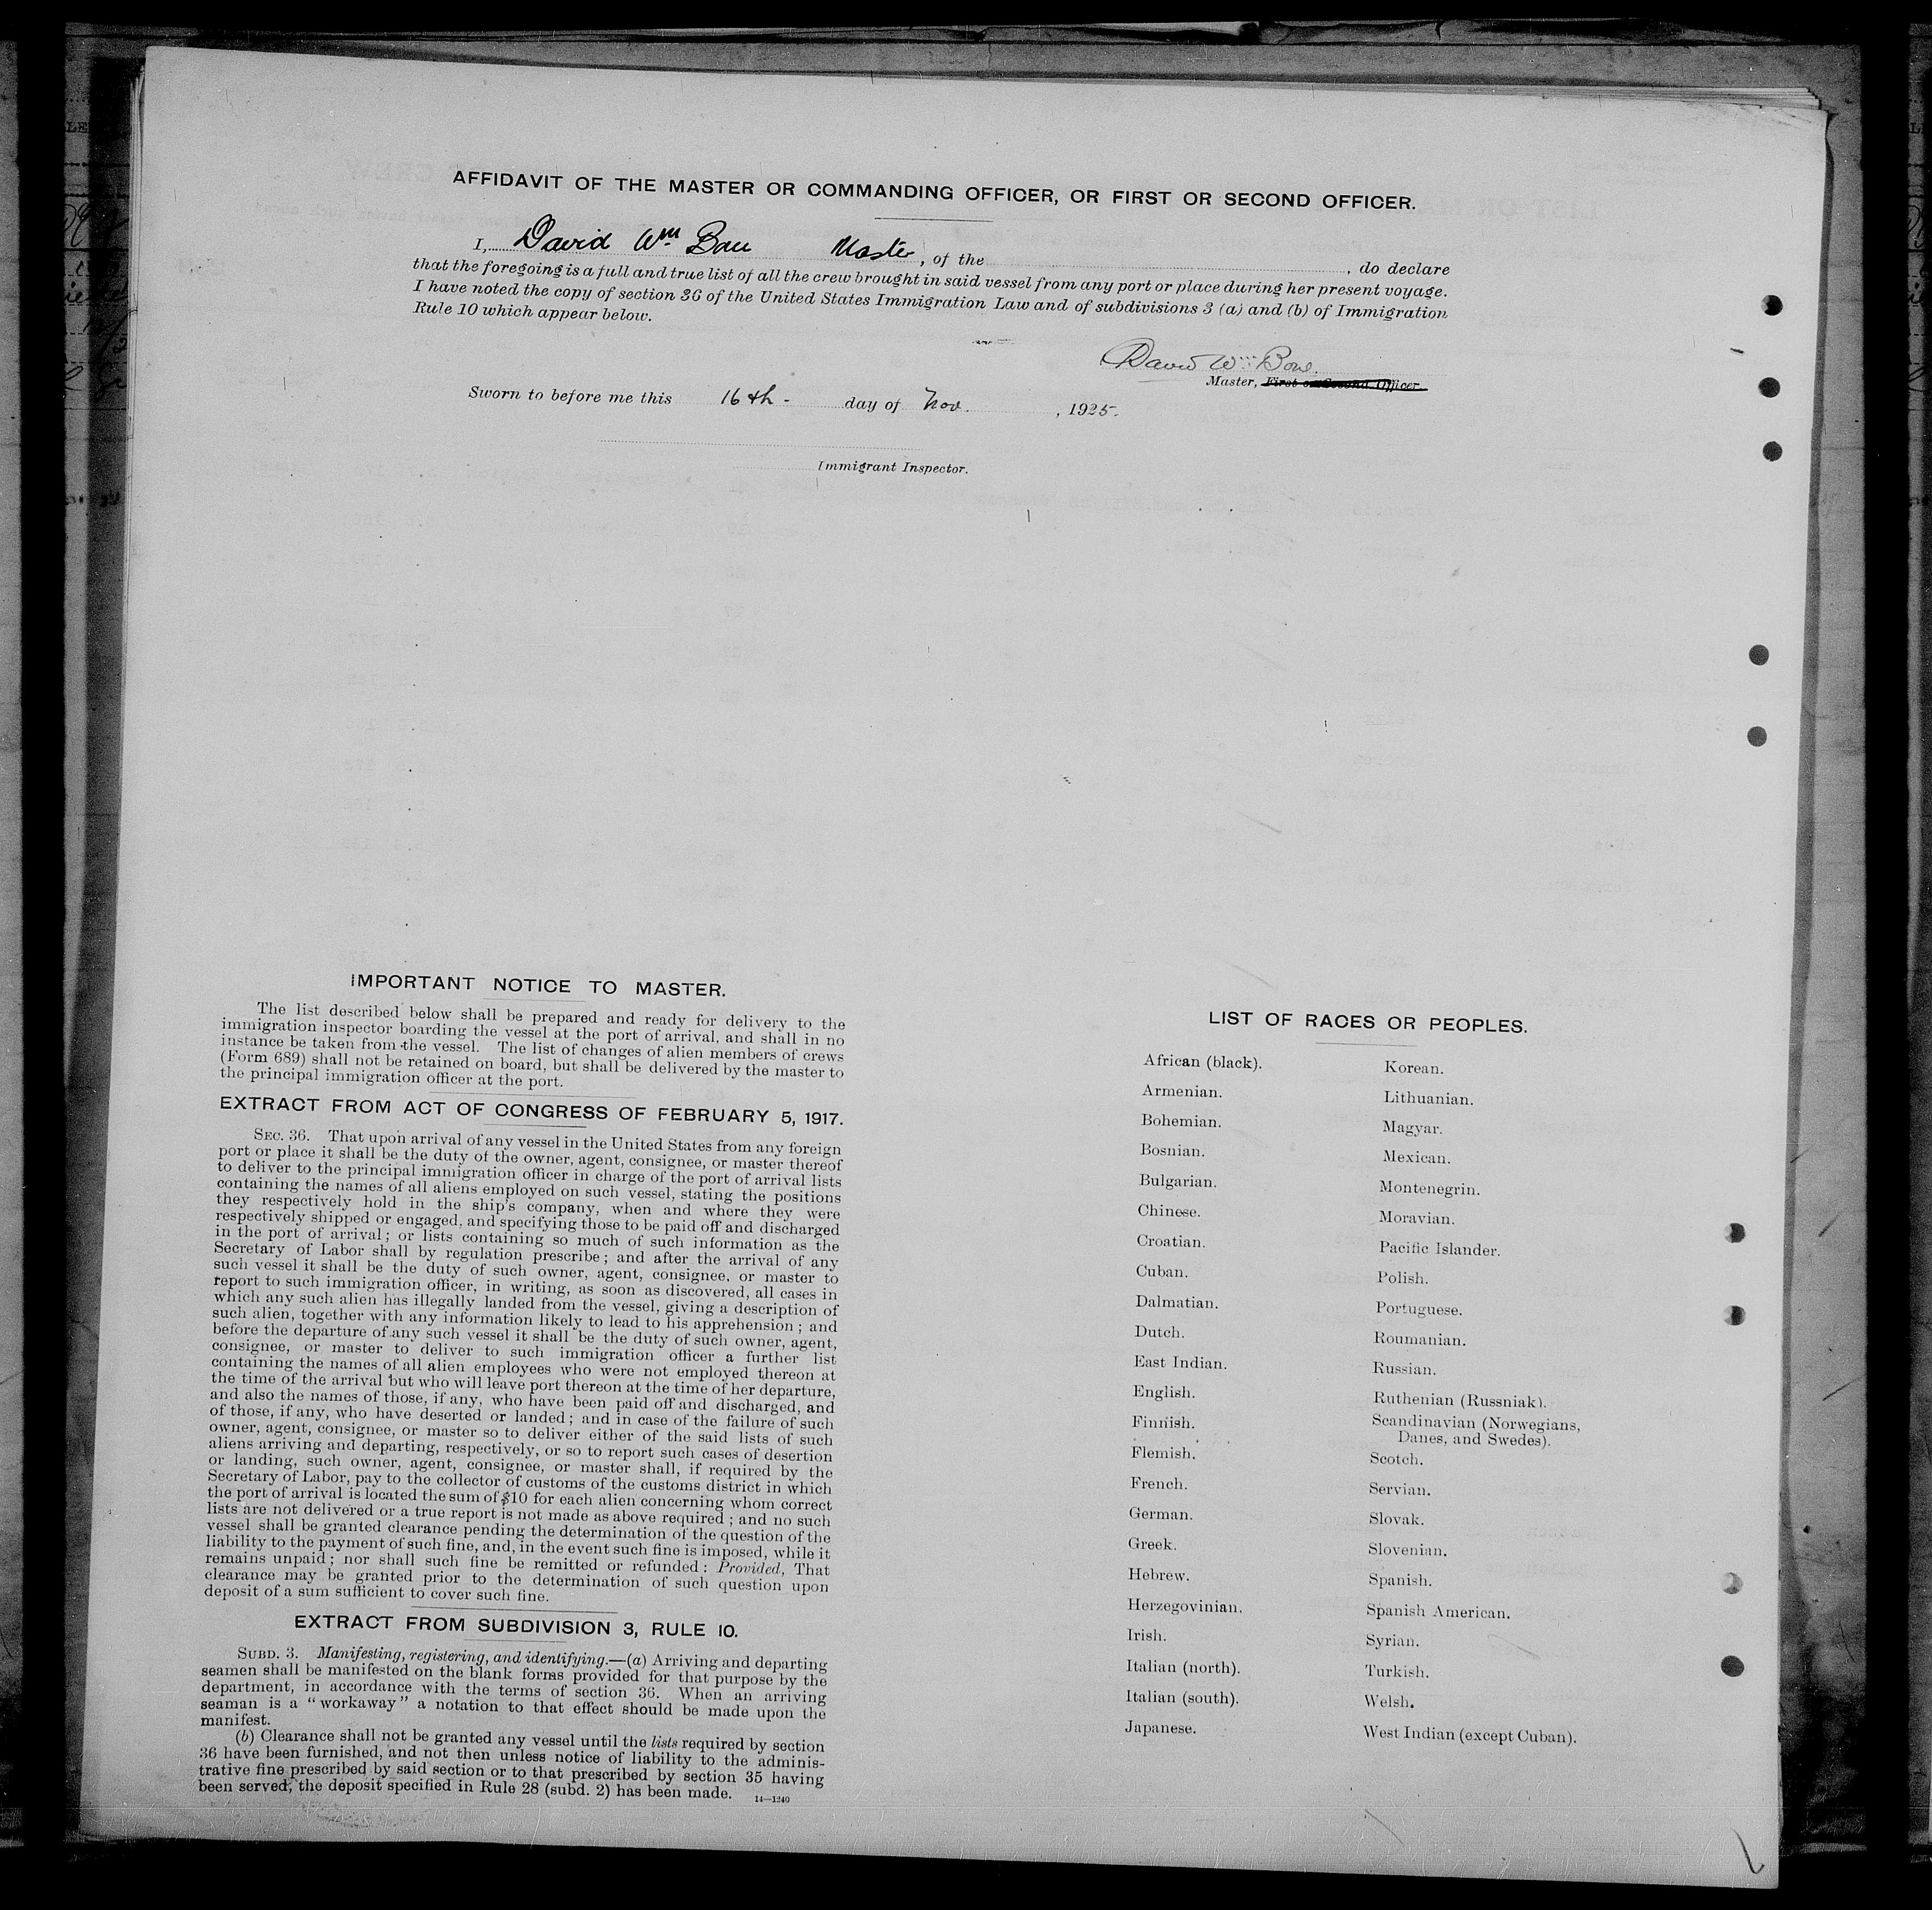 AFFIDAVIT OF THE MASTER OR COMMANDING OFFICER, OR FIRST OR SECOND OFFICER.
I, David Wm Master, of the , do declare
that the foregoing is a full and true list of all the crew brought in said vessel from any port or place during her present voyage.
I have noted the copy of section 36 of the United States Immigration Law and of subdivisions 3 (a) and (b) of Immigration
Rule 10 which appear below.
David Wm
Master, First or Second Officer.
Sworn to before me this 16th - day of Nov. , 1925.
Immigrant Inspector.
IMPORTANT NOTICE TO MASTER.
The list described below shall be prepared and ready for delivery to the
immigration inspector boarding the vessel at the port of arrival, and shall in no
instance be taken from the vessel. The list of changes of alien members of crews
(Form 689) shall not be retained on board, but shall be delivered by the master to
the principal immigration officer at the port.
EXTRACT FROM ACT OF CONGRESS OF FEBRUARY 5, 1917.
SEC. 36. That upon arrival of any vessel in the United States from any foreign
port or place it shall be the duty of the owner, agent, consignee, or master thereof
to deliver to the principal immigration officer in charge of the port of arrival lists
containing the names of all aliens employed on such vessel, stating the positions
they respectively hold in the ship's company, when and where they were
respectively shipped or engaged, and specifying those to be paid off and discharged
in the port of arrival; or lists containing so much of such information as the
Secretary of Labor shall by regulation prescribe; and after the arrival of any
such vessel it shall be the duty of such owner, agent, consignee, or master to
report to such immigration officer, in writing, as soon as discovered, all cases in
which any such alien has illegally landed from the vessel, giving a description of
such alien, together with any information likely to lead to his apprehension; and
before the departure of any such vessel it shall be the duty of such owner, agent,
consignee, or master to deliver to such immigration officer a further list
containing the names of all alien employees who were not employed thereon at
the time of the arrival but who will leave port thereon at the time of her departure,
and also the names of those, if any, who have been paid off and discharged, and
of those, if any, who have deserted or landed; and in case of the failure of such
owner, agent, consignee, or master so to deliver either of the said lists of such
aliens arriving and departing, respectively, or so to report such cases of desertion
or landing, such owner, agent, consignee, or master shall, if required by the
Secretary of Labor, pay to the collector of customs of the customs district in which
the port of arrival is located the sum of $10 for each alien concerning whom correct
lists are not delivered or a true report is not made as above required; and no such
vessel shall be granted clearance pending the determination of the question of the
liability to the payment of such fine, and, in the event such fine is imposed, while it
remains unpaid; nor shall such fine be remitted or refunded: Provided, That
clearance may be granted prior to the determination of such question upon
deposit of a sum sufficient to cover such fine.
EXTRACT FROM SUBDIVISION 3, RULE 10.
SUBD. 3. Manifesting, registering, and identifying.—(a) Arriving and departing
seamen shall be manifested on the blank forms provided for that purpose by the
department, in accordance with the terms of section 36. When an arriving
seaman is a "workaway" a notation to that effect should be made upon the
manifest.
(b) Clearance shall not be granted any vessel until the lists required by section
36 have been furnished, and not then unless notice of liability to the adminis-
trative fine prescribed by said section or to that prescribed by section 35 having
been served, the deposit specified in Rule 28 (subd. 2) has been made. 14—1240
LIST OF RACES OR PEOPLES.
African (black).
Armenian.
Bohemian.
Bosnian.
Bulgarian.
Chinese.
Croatian.
Cuban.
Dalmatian.
Dutch.
East Indian.
English.
Finnish.
Flemish.
French.
German.
Greek.
Hebrew.
Herzegovinian.
Irish.
Italian (north).
Italian (south).
Japanese.
Korean.
Lithuanian.
Magyar.
Mexican.
Montenegrin.
Moravian.
Pacific Islander.
Polish.
Portuguese.
Roumanian.
Russian.
Ruthenian (Russniak).
Scandinavian (Norwegians,
Danes, and Swedes).
Scotch.
Servian.
Slovak.
Slovenian.
Spanish.
Spanish American.
Syrian.
Turkish.
Welsh.
West Indian (except Cuban).